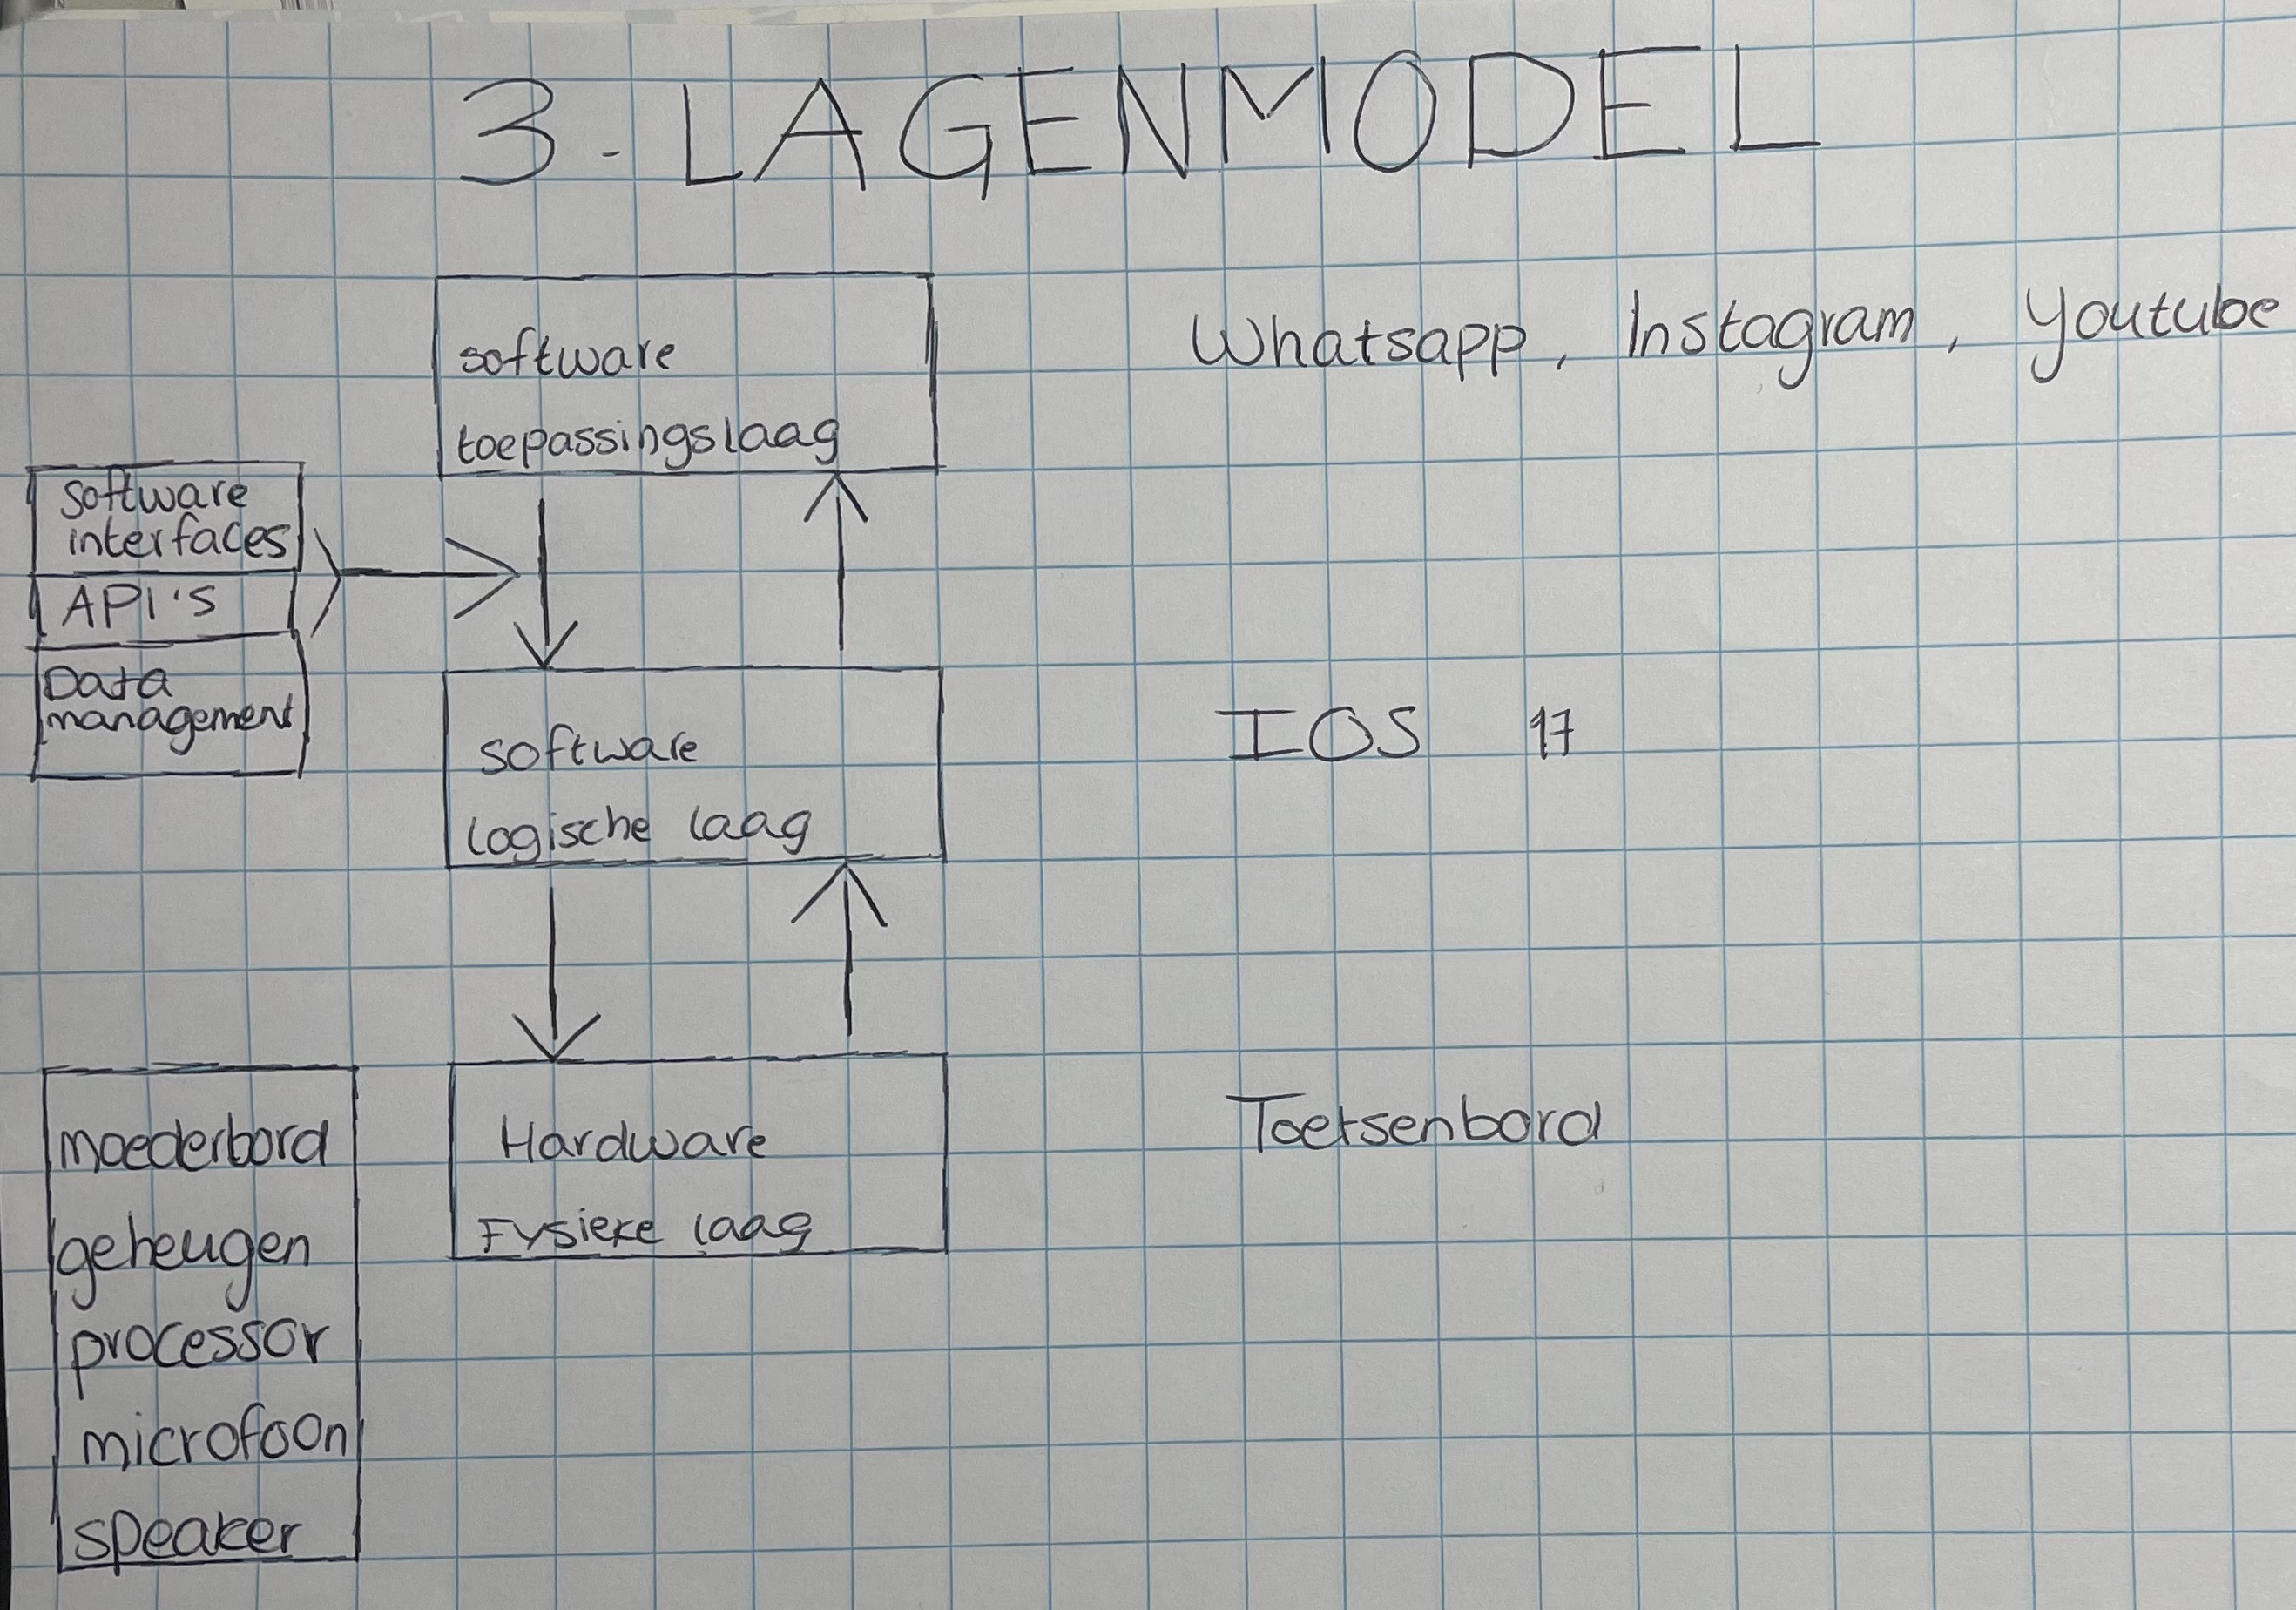 3-LAGENMODEL
software
toepassingslaag
Whatsapp, Instagram, Youtube
software
interfaces
API'S
Data
management
software
logische laag
IOS 17
moederbord
geheugen
processor
microfoon
speaker
Hardware
Fysieke laag
Toetsenbord